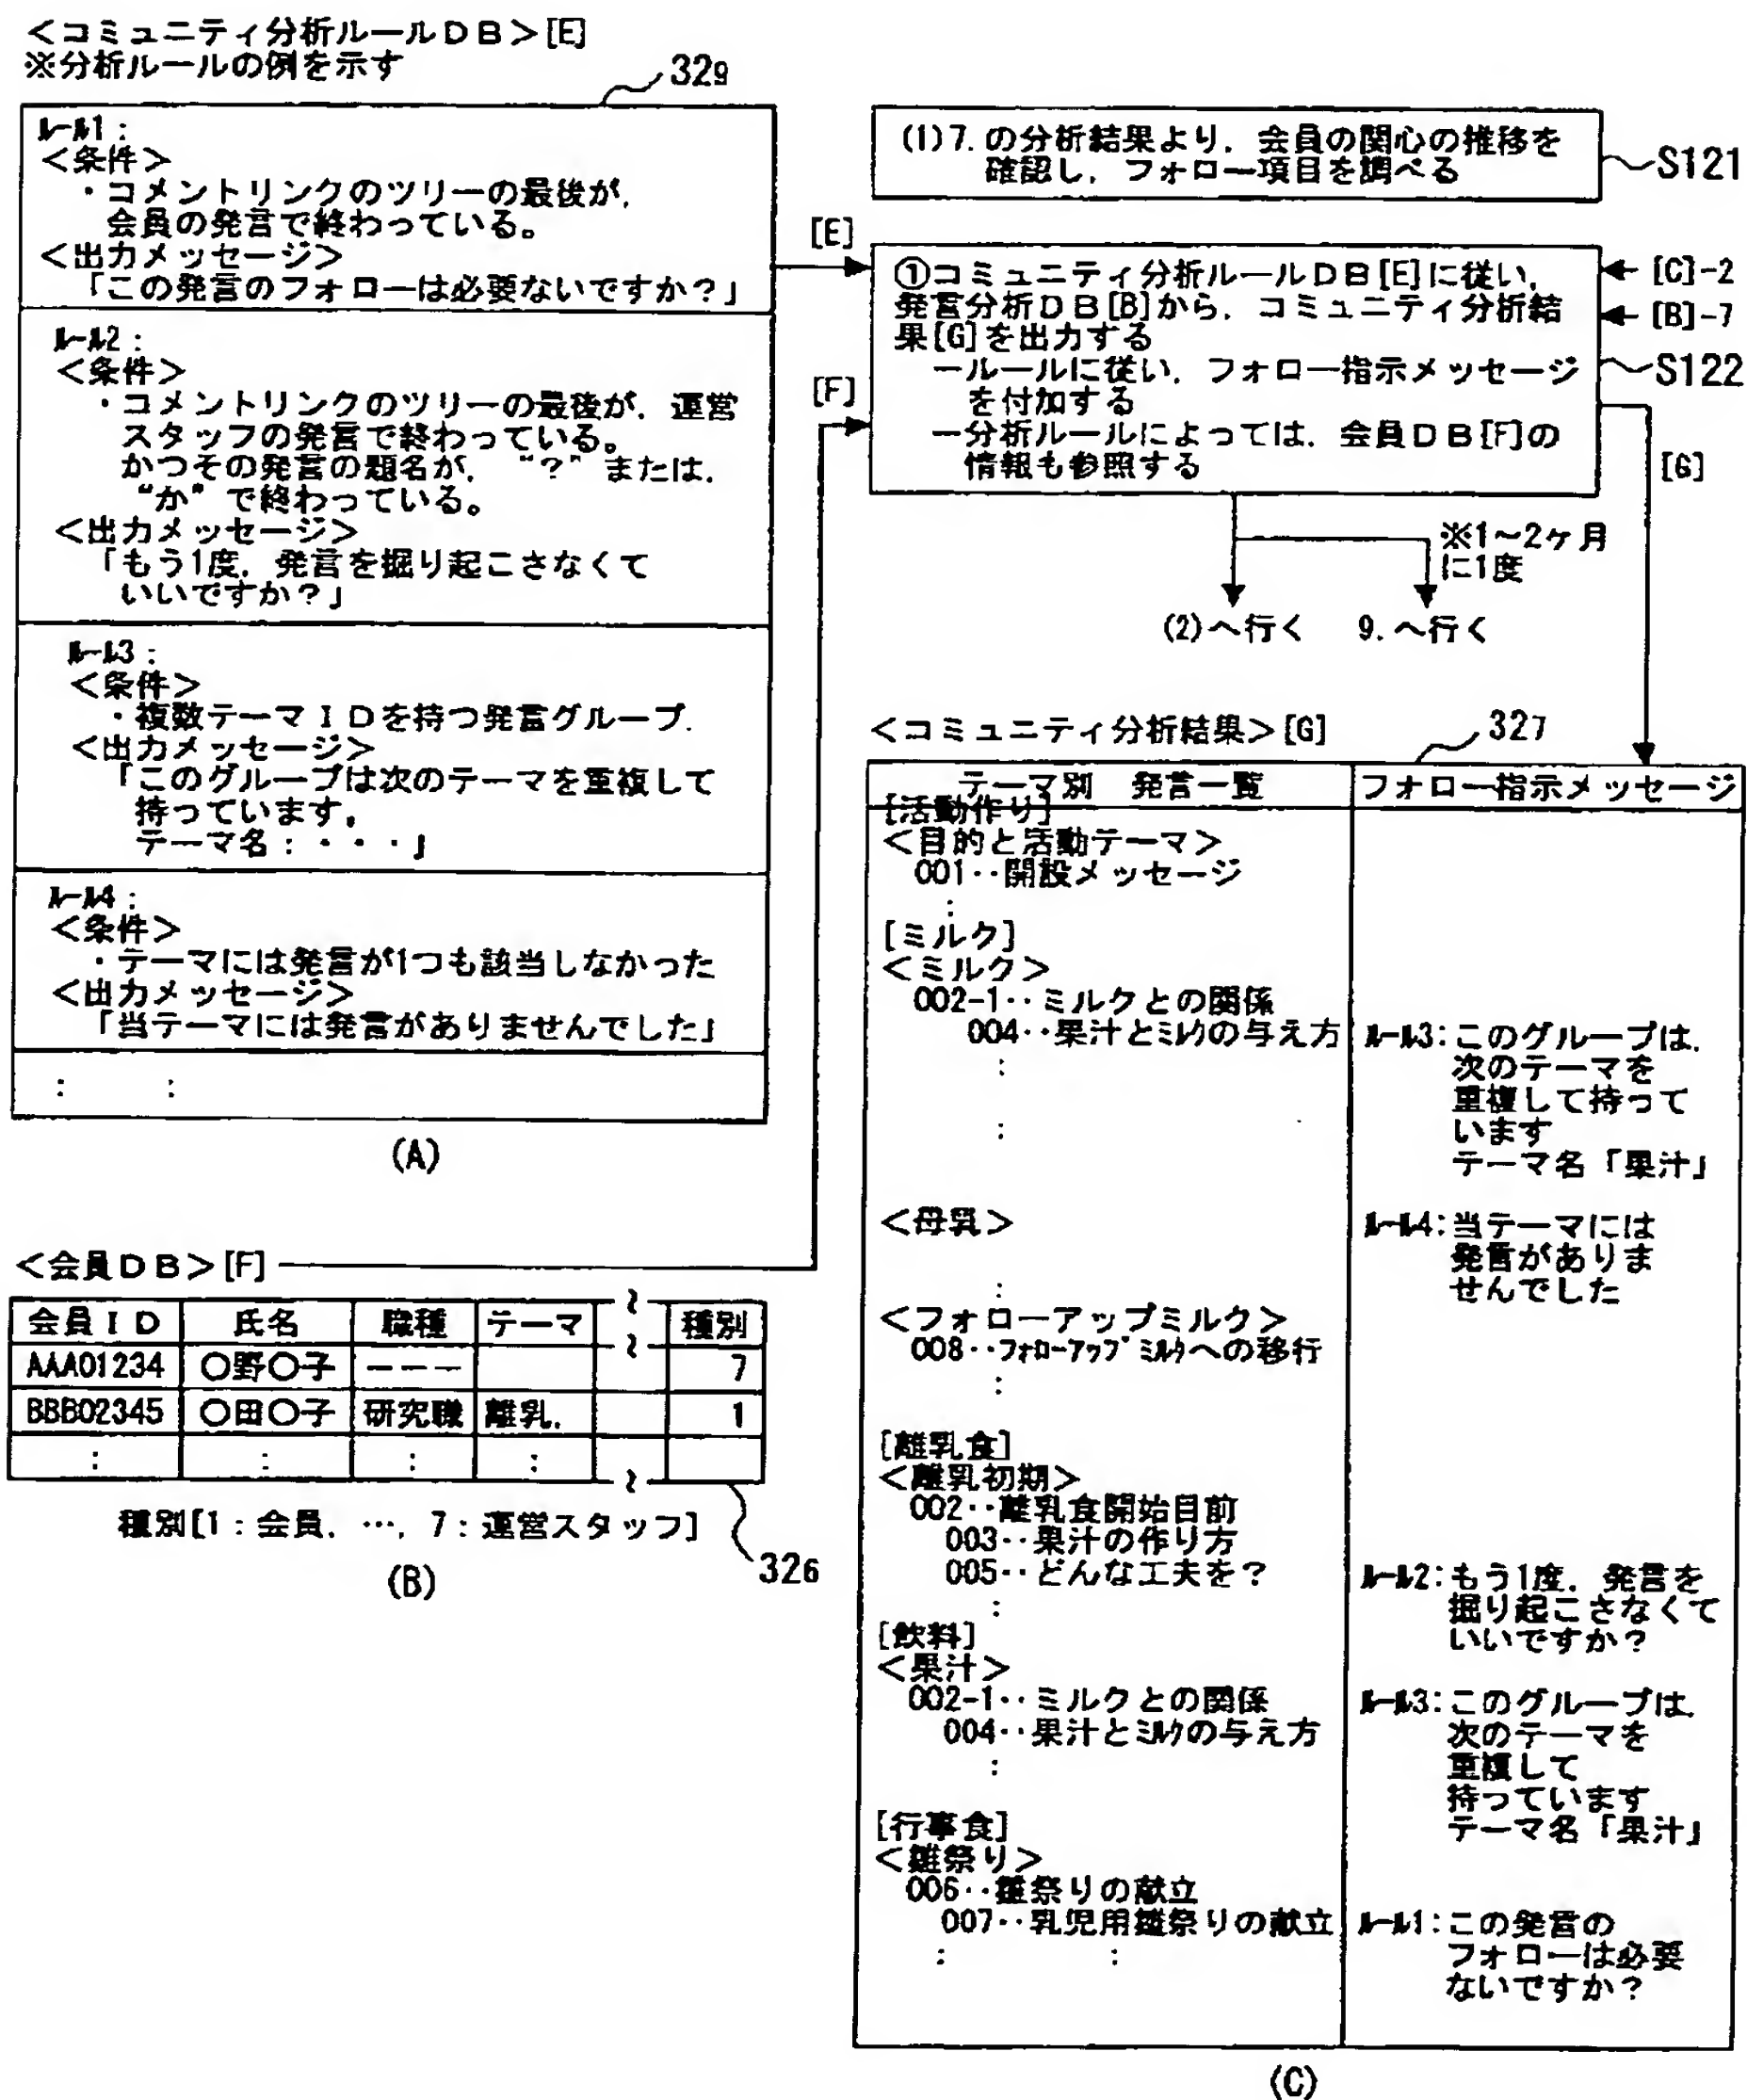 <コミュニティ分析ルールDB>[E]
※分析ルールの例を示す
329
ルール1:
<条件>
・コメントリンクのツリーの最後が,
会員の発言で終わっている。
<出力メッセージ>
「この発言のフォローは必要ないですか?」
ルール2:
<条件>
・コメントリンクのツリーの最後が, 運営
スタッフの発言で終わっている。
かつその発言の題名が, “?”または,
“か”で終わっている。
<出力メッセージ>
「もう1度, 発言を掘り起こさなくて
いいですか?」
ルール3:
<条件>
・複数テーマIDを持つ発言グループ.
<出力メッセージ>
「このグループは次のテーマを重複して
持っています.
テーマ名:・・・」
ルール4:
<条件>
・テーマには発言が1つも該当しなかった
<出力メッセージ>
「当テーマには発言がありませんでした」
: :
(A)
<会員DB>[F]
会員ID 氏名 職種 テーマ 種別
AAA01234 ○野○子 ーーー 7
BBB02345 ○田○子 研究職 離乳, 1
: : : :
種別[1:会員, …, 7:運営スタッフ]
326
(B)
(1)7.の分析結果より, 会員の関心の推移を
確認し, フォロー項目を調べる
S121
[E]
①コミュニティ分析ルールDB[E]に従い,
発言分析DB[B]から, コミュニティ分析結
果[G]を出力する
ールールに従い, フォロー指示メッセージ
を付加する
ー分析ルールによっては, 会員DB[F]の
情報も参照する
[C]-2
[B]-7
S122
[F]
[G]
※1~2ヶ月
に1度
(2)へ行く 9.へ行く
<コミュニティ分析結果>[G]
327
テーマ別 発言一覧 フォロー指示メッセージ
[活動作り]
<目的と活動テーマ>
001‥開設メッセージ
:
[ミルク]
<ミルク>
002-1‥ミルクとの関係
004‥果汁とミルクの与え方 ルール3:このグループは,
次のテーマを
: 重複して持って
います
: テーマ名「果汁」
<母乳> ルール4:当テーマには
発言がありま
: せんでした
<フォローアップミルク>
008‥フォローアップミルクへの移行
:
[離乳食]
<離乳初期>
002‥離乳食開始目前
003‥果汁の作り方
005‥どんな工夫を? ルール2:もう1度, 発言を
: 掘り起こさなくて
[飲料] いいですか?
<果汁>
002-1‥ミルクとの関係 ルール3:このグループは,
004‥果汁とミルクの与え方 次のテーマを
: 重複して
持っています
[行事食] テーマ名「果汁」
<雛祭り>
006‥雛祭りの献立
007‥乳児用雛祭りの献立 ルール1:この発言の
: : フォローは必要
ないですか?
(C)